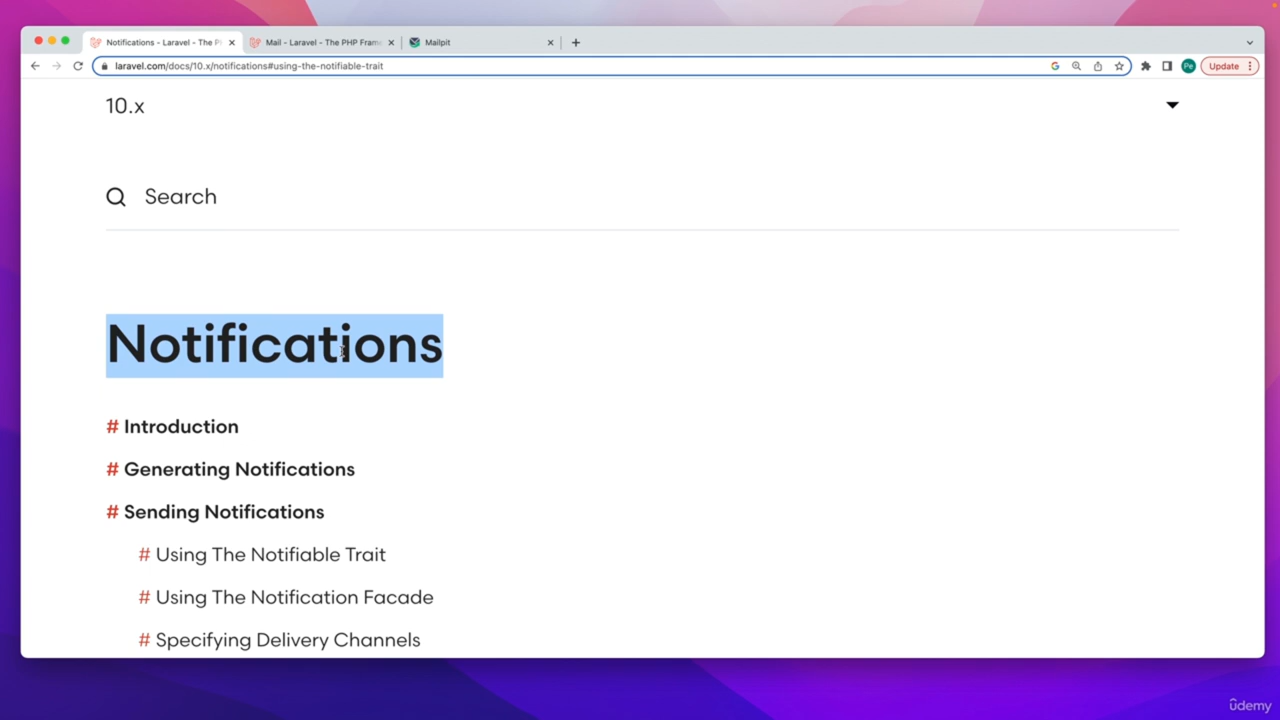 Notifications - Laravel - The P
Mail - Laravel - The PHP Fram
Mailpit
laravel.com/docs/10.x/notifications#using-the-notifiable-trait
Pe
Update
10.x
Search
Notifications
# Introduction
# Generating Notifications
# Sending Notifications
# Using The Notifiable Trait
# Using The Notification Facade
# Specifying Delivery Channels
ûdemy